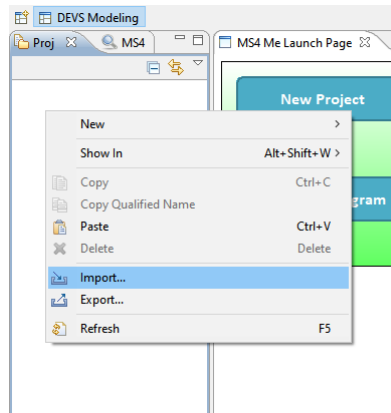 DEVS Modeling
Proj MS4 MS4 Me Launch Page
New Project
New
Show In Alt+Shift+W
Copy Ctrl+C
Copy Qualified Name
gram
Paste Ctrl+V
Delete Delete
Import...
Export...
Refresh F5